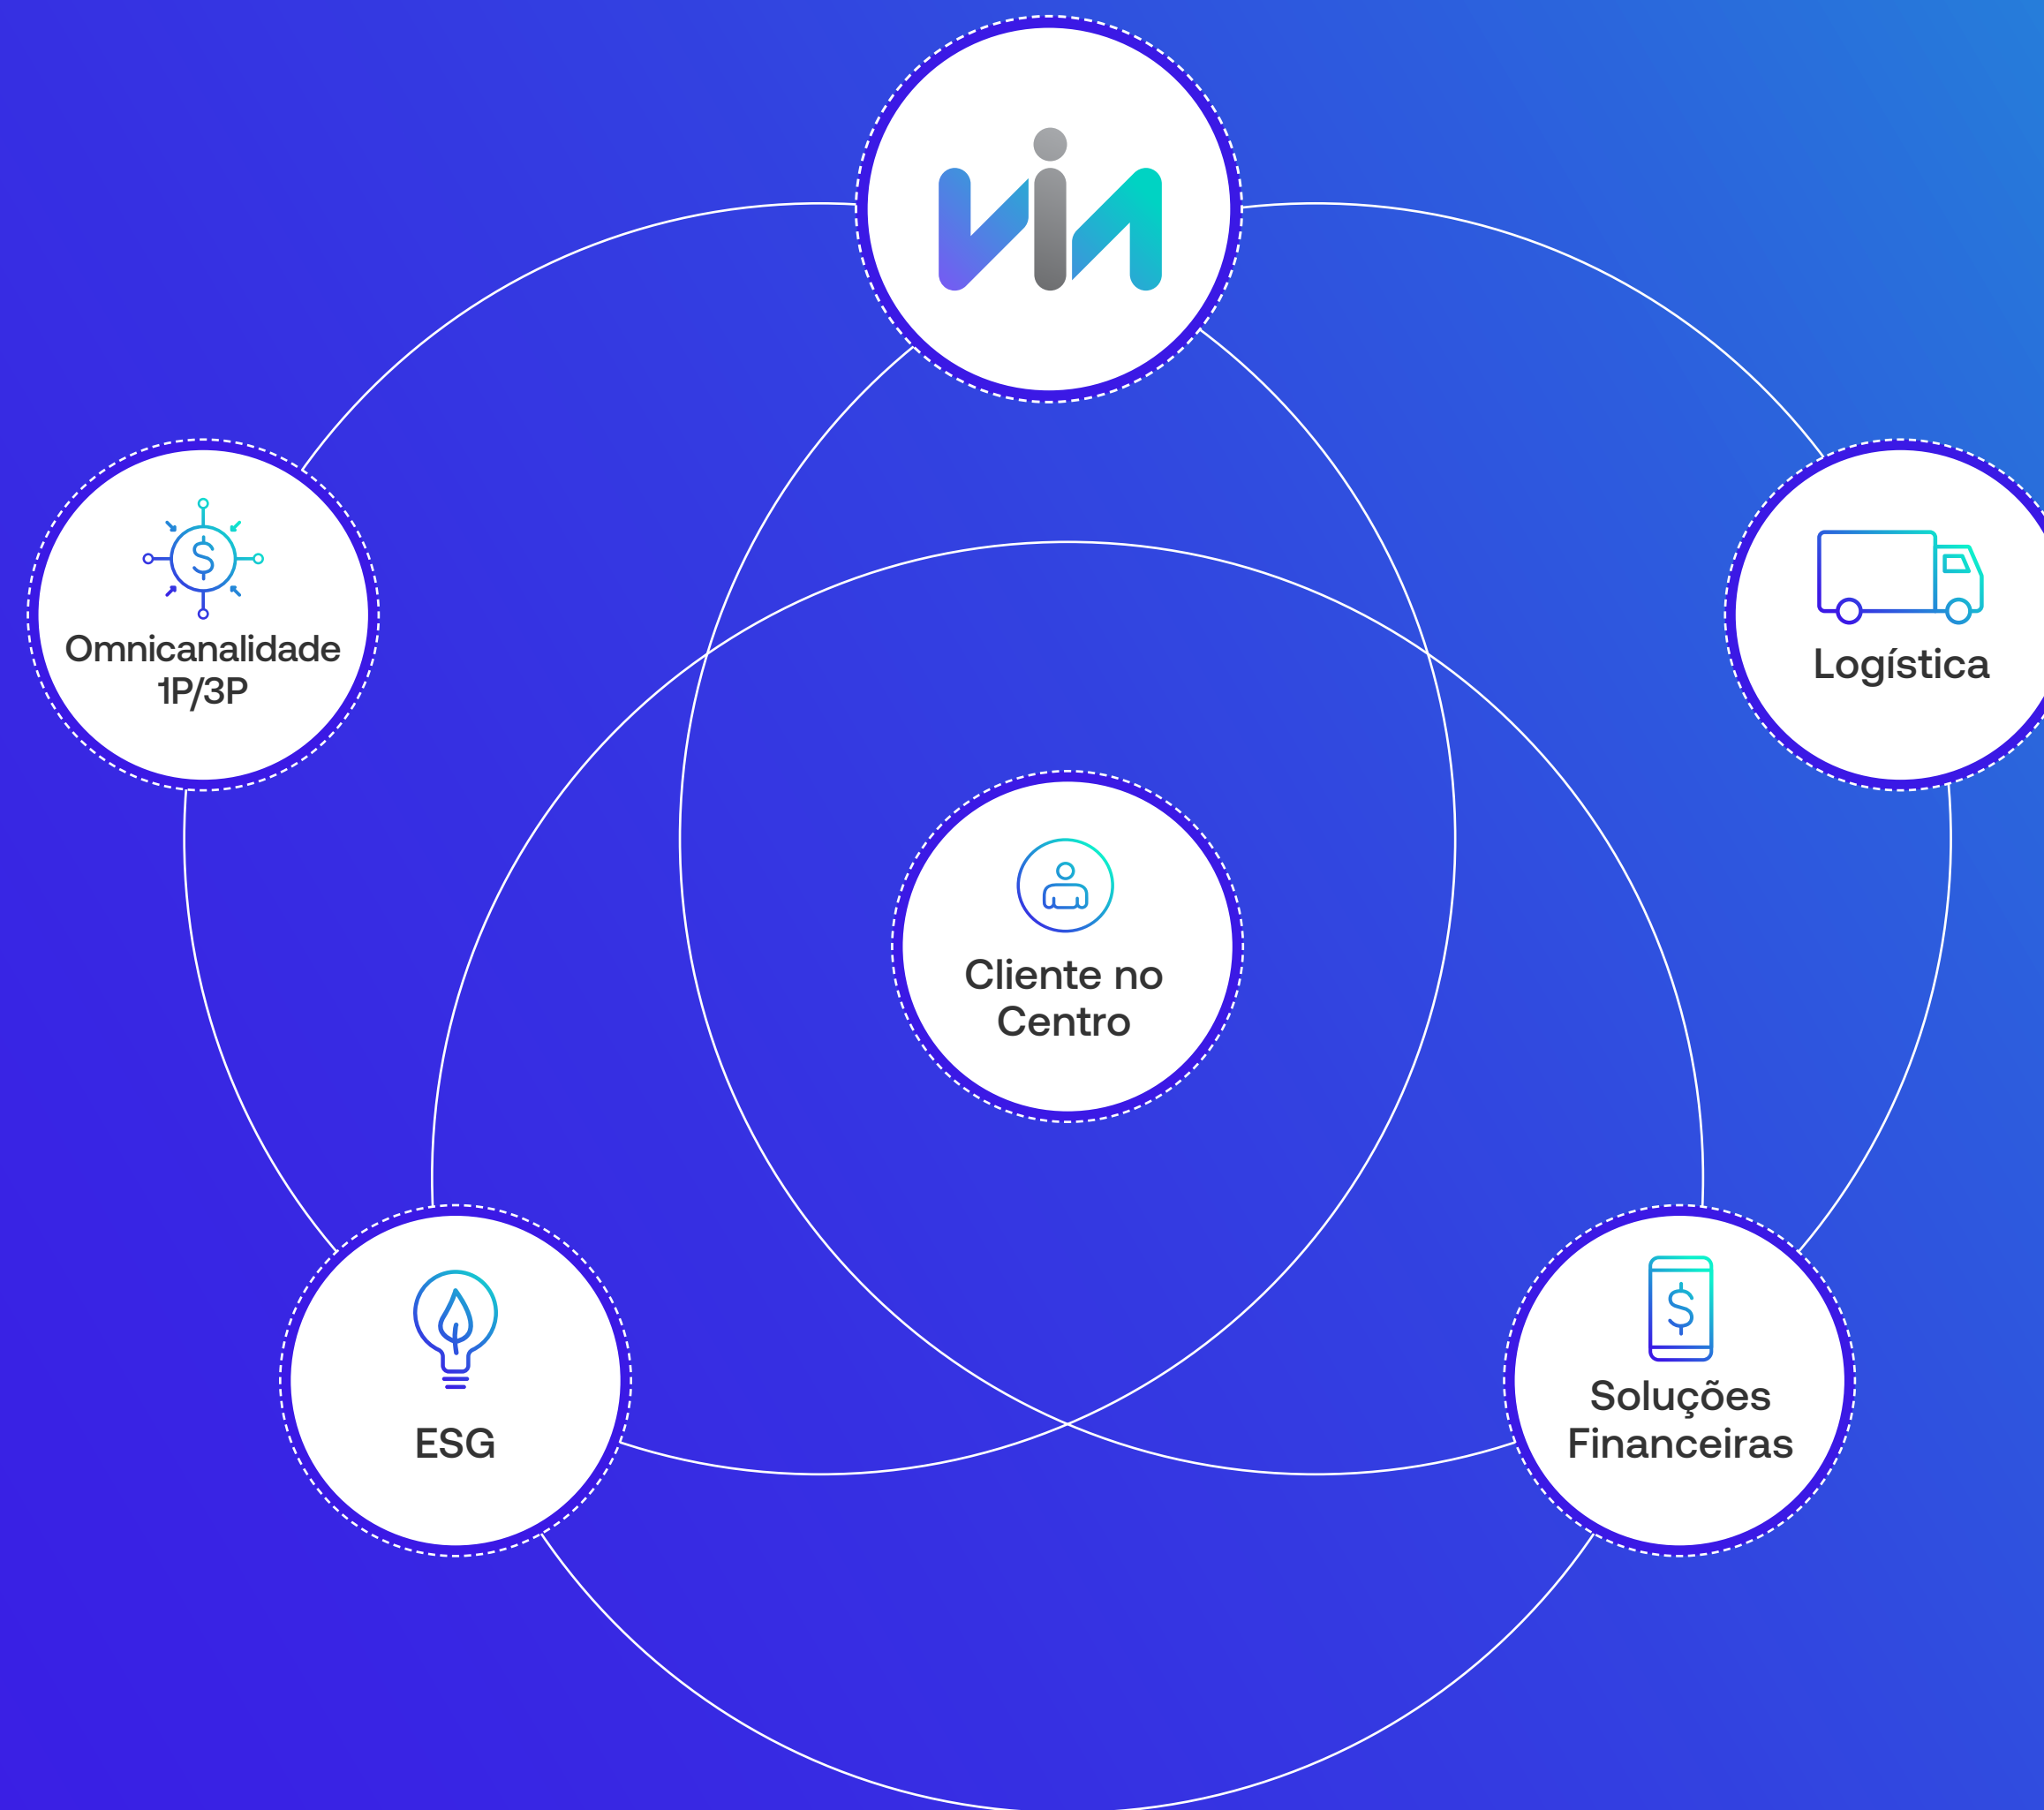 via
Omnicanalidade
1P/3P
Logística
Cliente no
Centro
ESG
Soluções
Financeiras